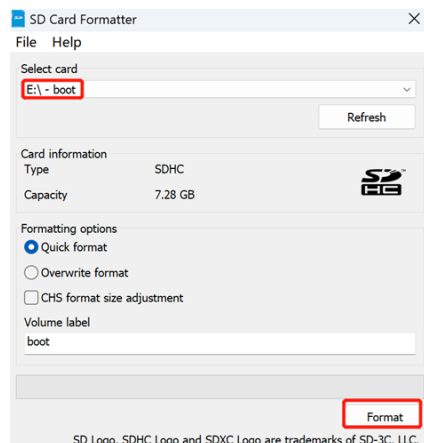 SD Card Formatter
File Help
Select card
E:\ - boot
Refresh
Card information
Type SDHC
Capacity 7.28 GB
SD HC
Formatting options
Quick format
Overwrite format
CHS format size adjustment
Volume label
boot
Format
SD Logo, SDHC Logo and SDXC Logo are trademarks of SD-3C, LLC.